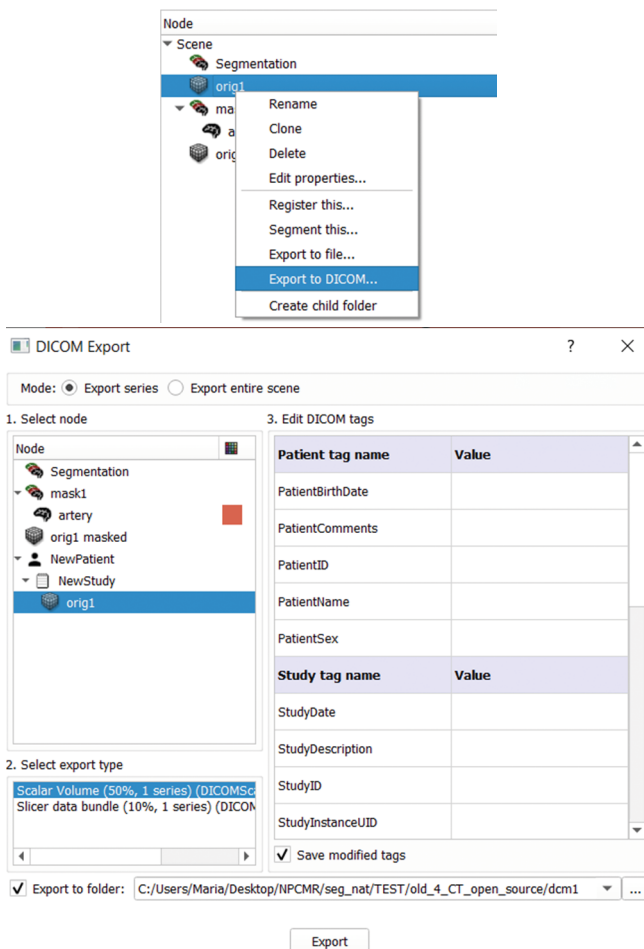 Node
Scene
Segmentation
orig1
ma
Rename
a
Clone
orig
Delete
Edit properties...
Register this...
Segment this...
Export to file...
Export to DICOM...
Create child folder
DICOM Export ?
Mode: Export series Export entire scene
1. Select node
Node
Segmentation
mask1
artery
orig1 masked
NewPatient
NewStudy
orig1
2. Select export type
Scalar Volume (50%, 1 series) (DICOMSca
Slicer data bundle (10%, 1 series) (DICOM
3. Edit DICOM tags
Patient tag name Value
PatientBirthDate
PatientComments
PatientID
PatientName
PatientSex
Study tag name Value
StudyDate
StudyDescription
StudyID
StudyInstanceUID
Save modified tags
Export to folder: C:/Users/Maria/Desktop/NPCMR/seg_nat/TEST/old_4_CT_open_source/dcm1 ...
Export